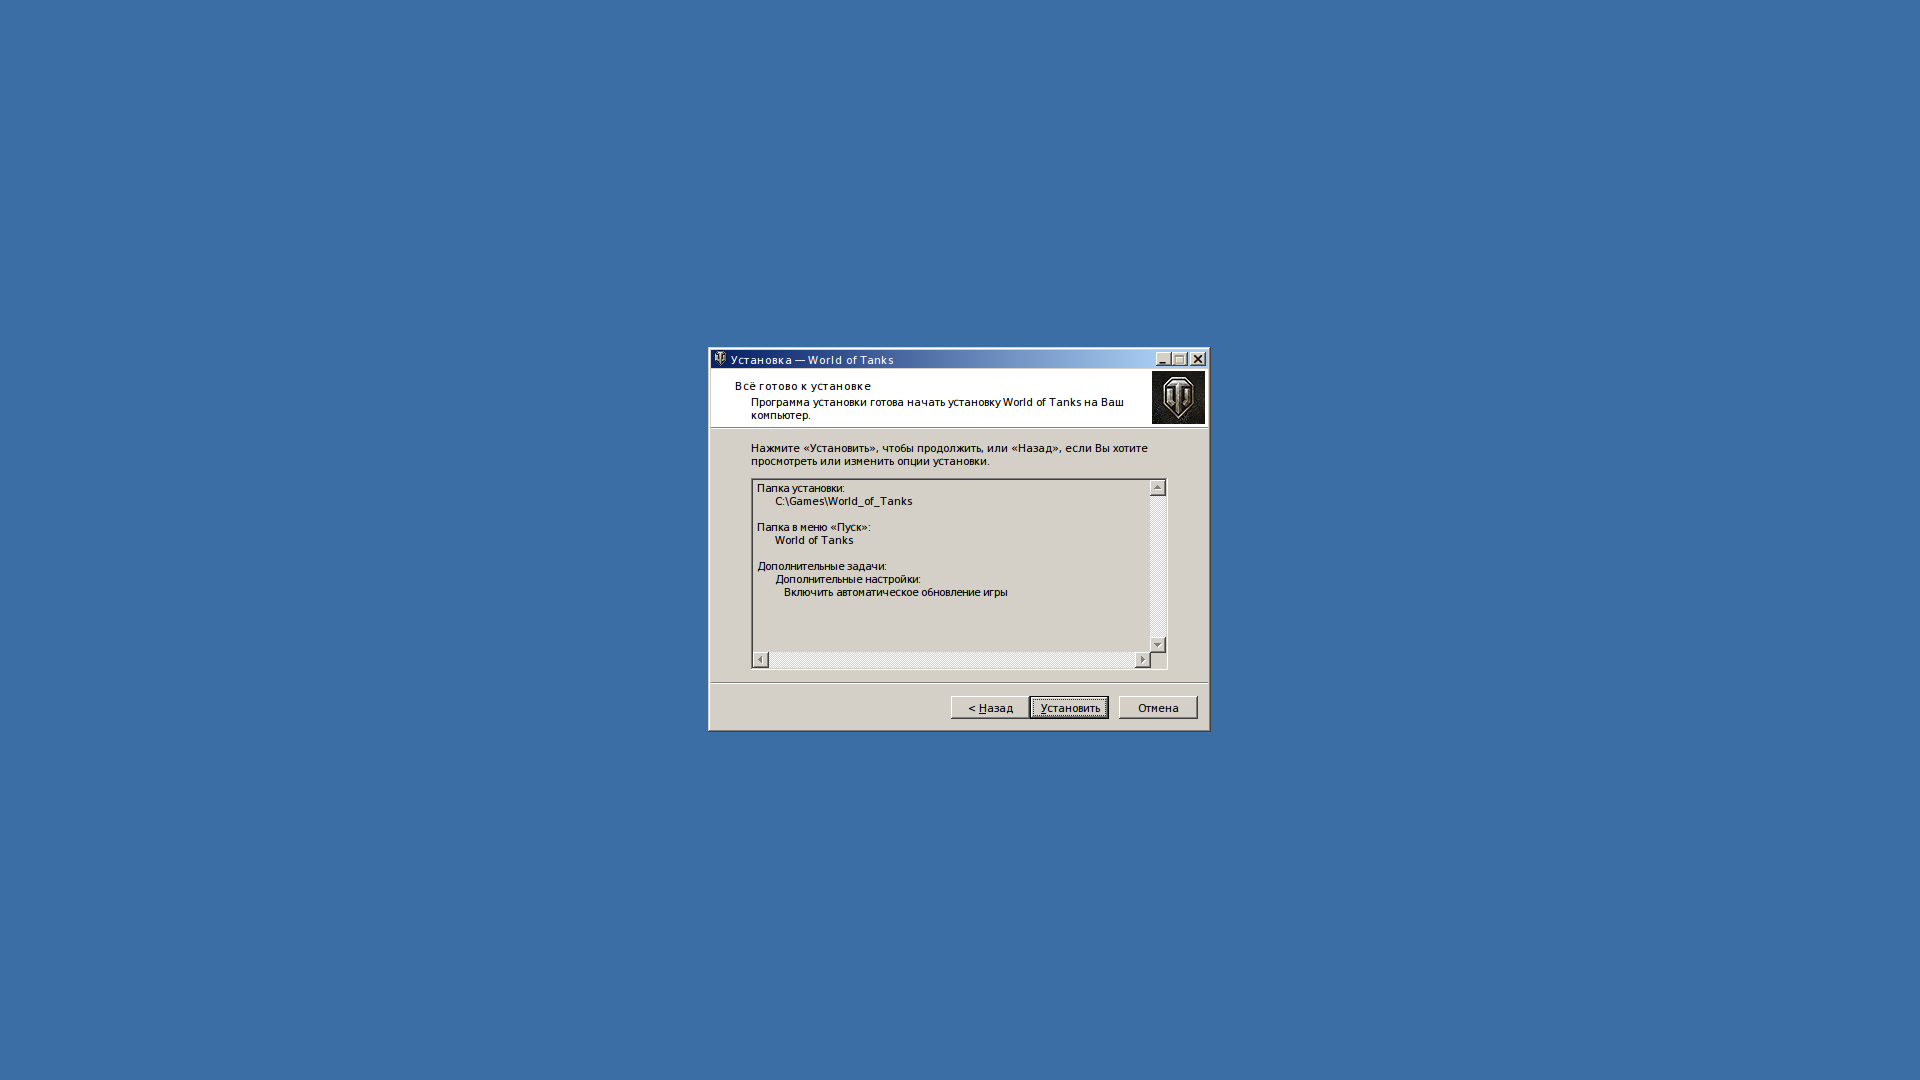 Установка — World of Tanks
Всё готово к установке
Программа установки готова начать установку World of Tanks на Ваш
компьютер.
Нажмите «Установить», чтобы продолжить, или «Назад», если Вы хотите
просмотреть или изменить опции установки.
Папка установки:
C:\Games\World_of_Tanks
Папка в меню «Пуск»:
World of Tanks
Дополнительные задачи:
Дополнительные настройки:
Включить автоматическое обновление игры
< Назад
Установить
Отмена